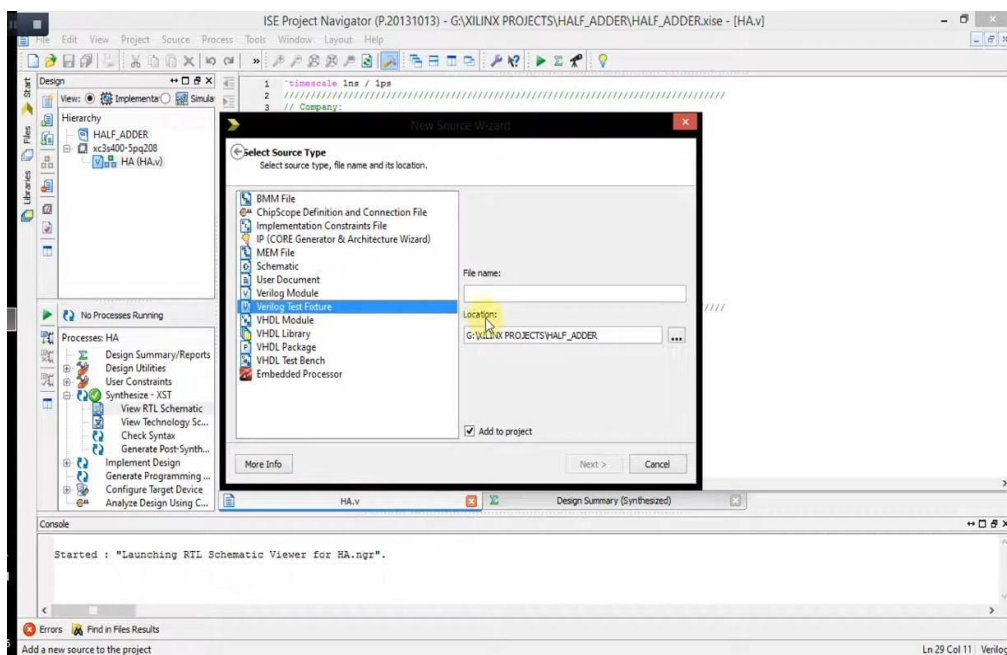 ISE Project Navigator (P.20131013) - G:\XILINX PROJECTS\HALF_ADDER\HALF_ADDER.xise - [HA.v]
File Edit View Project Source Process Tools Window Layout Help
Design
View: Implementa Simula
Hierarchy
HALF_ADDER
xc3s400-5pq208
HA (HA.v)
Start
Design
Files
Libraries
1 `timescale 1ns / 1ps
2 ////////////////////////////////////////////////////////////////////////////////
3 // Company:
New Source Wizard
Select Source Type
Select source type, file name and its location.
BMM File
ChipScope Definition and Connection File
Implementation Constraints File
IP (CORE Generator & Architecture Wizard)
MEM File
Schematic
User Document
Verilog Module
Verilog Test Fixture
VHDL Module
VHDL Library
VHDL Package
VHDL Test Bench
Embedded Processor
File name:
Location:
G:\XILINX PROJECTS\HALF_ADDER
...
Add to project
More Info
Next >
Cancel
////
No Processes Running
Processes: HA
Design Summary/Reports
Design Utilities
User Constraints
Synthesize - XST
View RTL Schematic
View Technology Sc...
Check Syntax
Generate Post-Synth...
Implement Design
Generate Programming ...
Configure Target Device
Analyze Design Using C...
HA.v
Design Summary (Synthesized)
Console
Started : "Launching RTL Schematic Viewer for HA.ngr".
Errors
Find in Files Results
Add a new source to the project
Ln 29 Col 11
Verilog